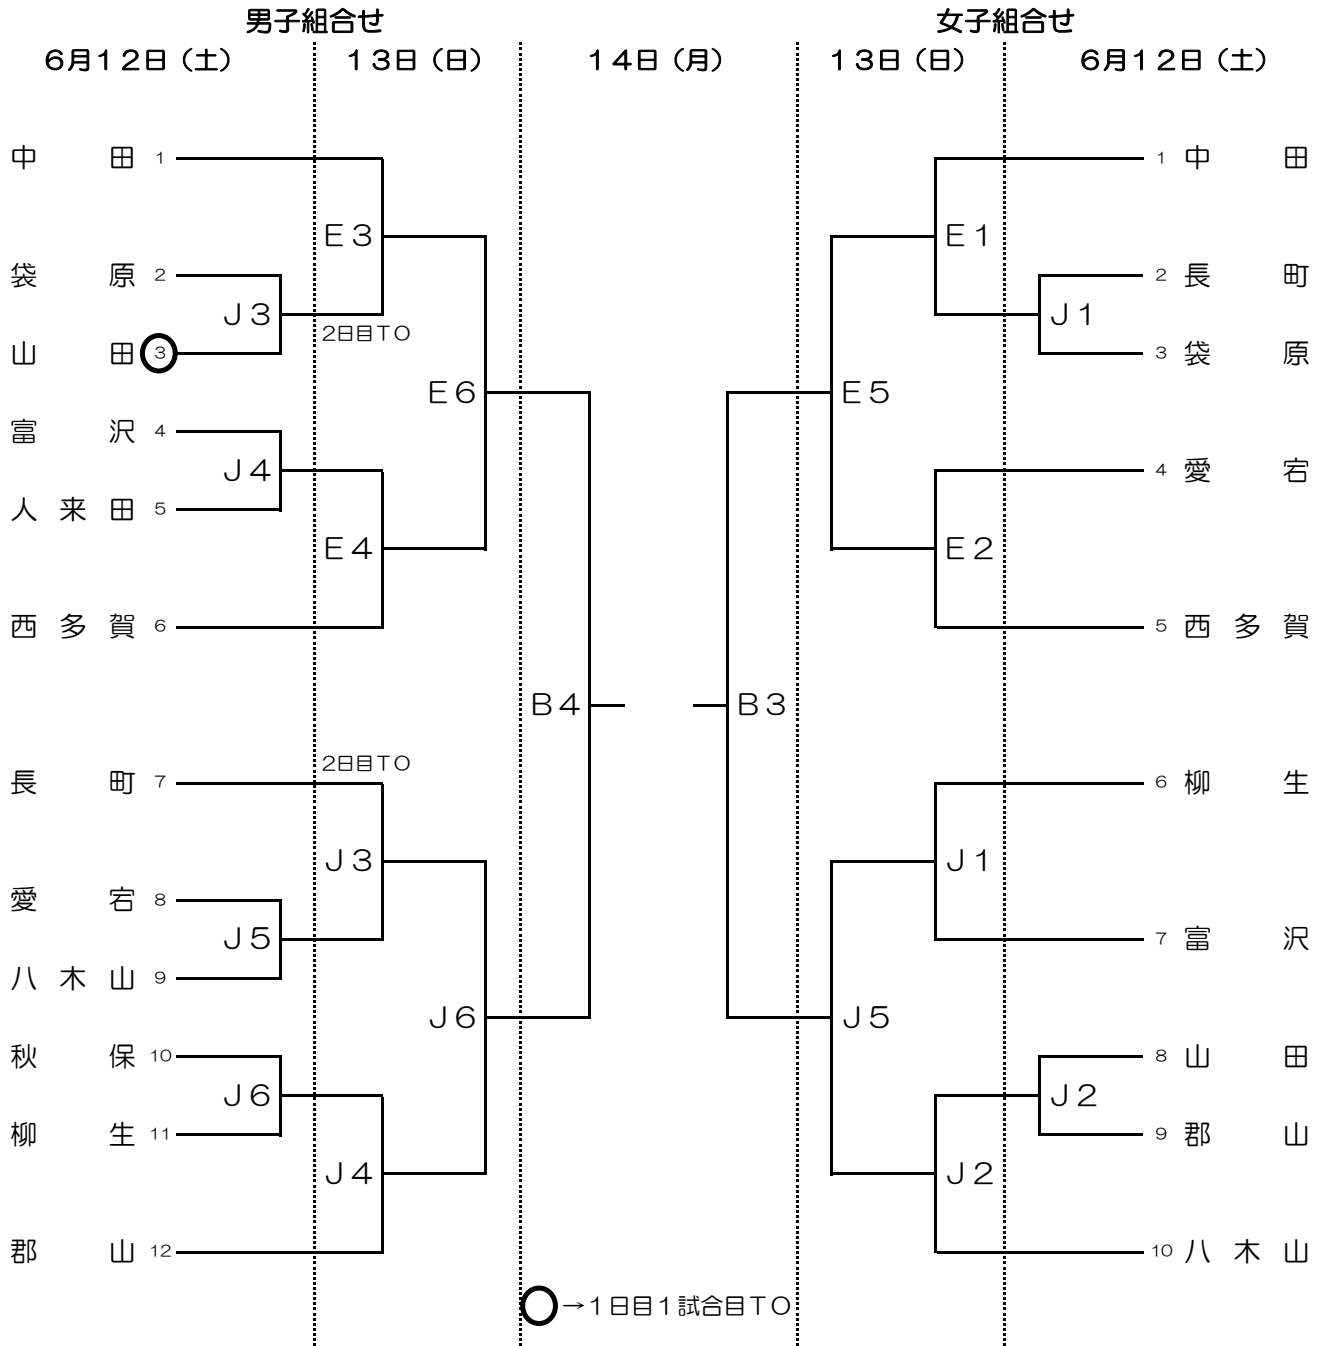 男子組合せ 女子組合せ
6月12日（土） 13日（日） 14日（月） 13日（日） 6月12日（土）
中田 1 1 中田
E3 E1
袋原 2 2 長町
J3 J1
2日目TO
山田 3 3 袋原
E6 E5
富沢 4
J4 4 愛宕
人来田 5
E4 E2
西多賀 6 5 西多賀
B4 B3
2日目TO
長町 7 6 柳生
J3 J1
愛宕 8
J5 7 富沢
八木山 9
J6 J5
秋保 10 8 山田
J6 J2
柳生 11 9 郡山
J4 J2
郡山 12 10 八木山
○→1日目1試合目TO